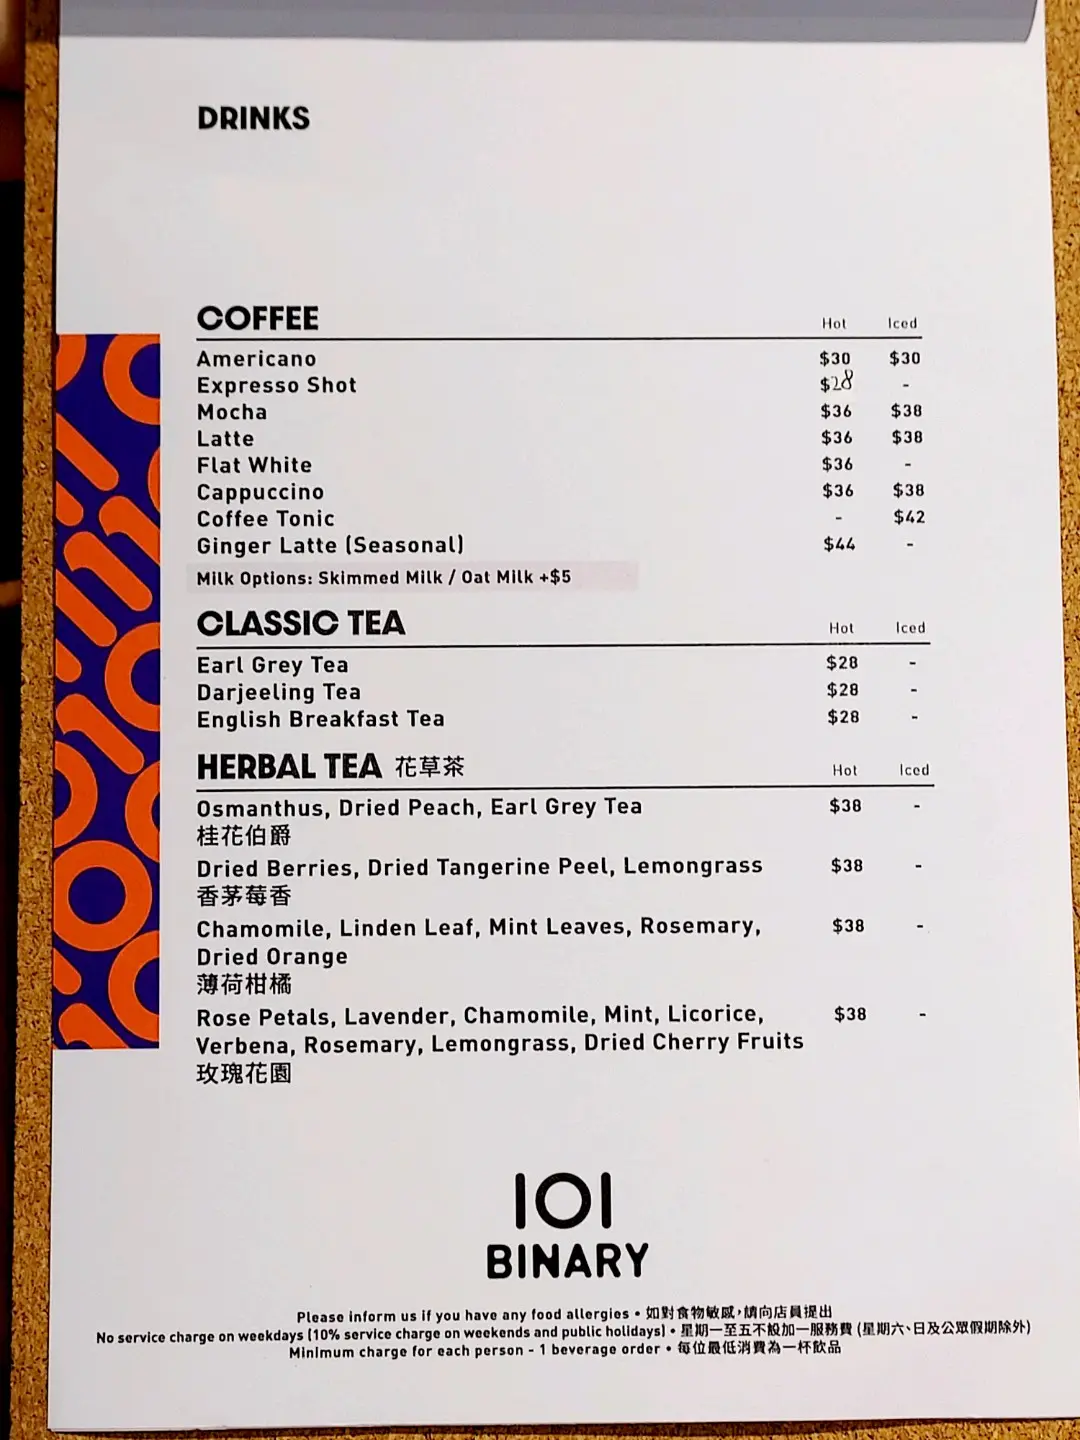 DRINKS
COFFEE Hot Iced
Americano $30 $30
Expresso Shot $28 -
Mocha $36 $38
Latte $36 $38
Flat White $36 -
Cappuccino $36 $38
Coffee Tonic - $42
Ginger Latte (Seasonal) $44 -
Milk Options: Skimmed Milk / Oat Milk +$5
CLASSIC TEA Hot Iced
Earl Grey Tea $28 -
Darjeeling Tea $28 -
English Breakfast Tea $28 -
HERBAL TEA 花草茶 Hot Iced
Osmanthus, Dried Peach, Earl Grey Tea $38 -
桂花伯爵
Dried Berries, Dried Tangerine Peel, Lemongrass $38 -
香茅莓香
Chamomile, Linden Leaf, Mint Leaves, Rosemary, $38 -
Dried Orange
薄荷柑橘
Rose Petals, Lavender, Chamomile, Mint, Licorice, $38 -
Verbena, Rosemary, Lemongrass, Dried Cherry Fruits
玫瑰花園
101
BINARY
Please inform us if you have any food allergies • 如對食物敏感，請向店員提出
No service charge on weekdays (10% service charge on weekends and public holidays) • 星期一至五不設加一服務費 (星期六、日及公眾假期除外)
Minimum charge for each person - 1 beverage order • 每位最低消費為一杯飲品